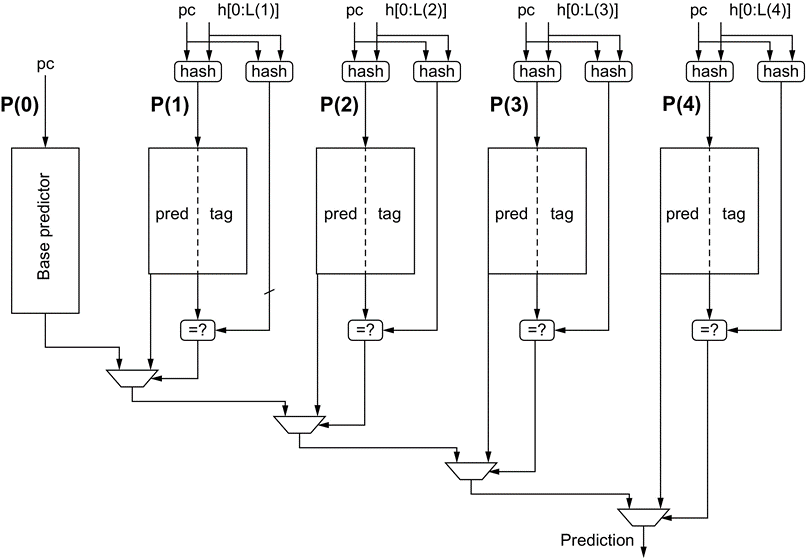 pc h[0:L(1)] pc h[0:L(2)] pc h[0:L(3)] pc h[0:L(4)]
pc
hash hash hash hash hash hash hash hash
P(0) P(1) P(2) P(3) P(4)
Base predictor
pred tag pred tag pred tag pred tag
=? =? =? =?
Prediction